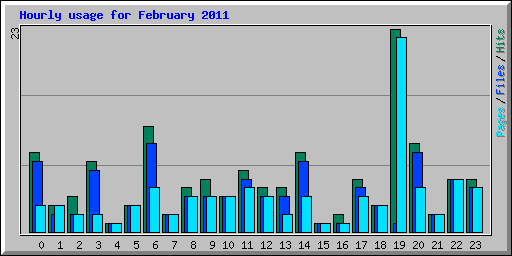 Hourly usage for February 2011
23
Pages/Files/Hits
0 1 2 3 4 5 6 7 8 9 10 11 12 13 14 15 16 17 18 19 20 21 22 23